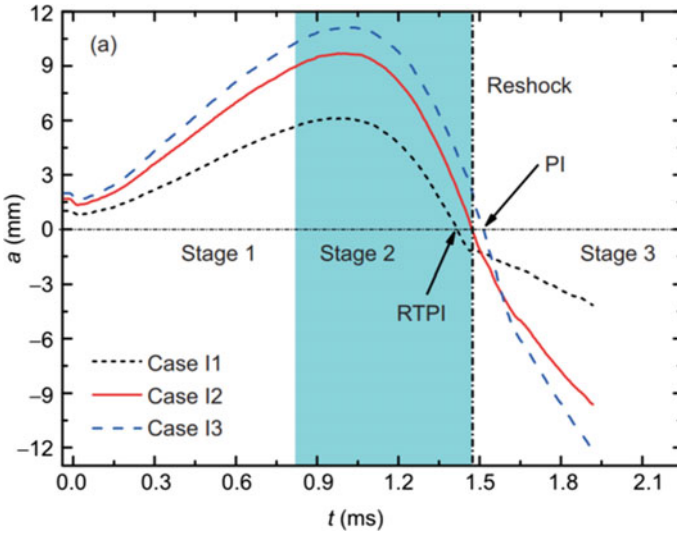 (a)
12
9
6
3
0
−3
−6
−9
−12
a (mm)
Reshock
PI
Stage 1
Stage 2
Stage 3
RTPI
Case I1
Case I2
Case I3
0.0 0.3 0.6 0.9 1.2 1.5 1.8 2.1
t (ms)